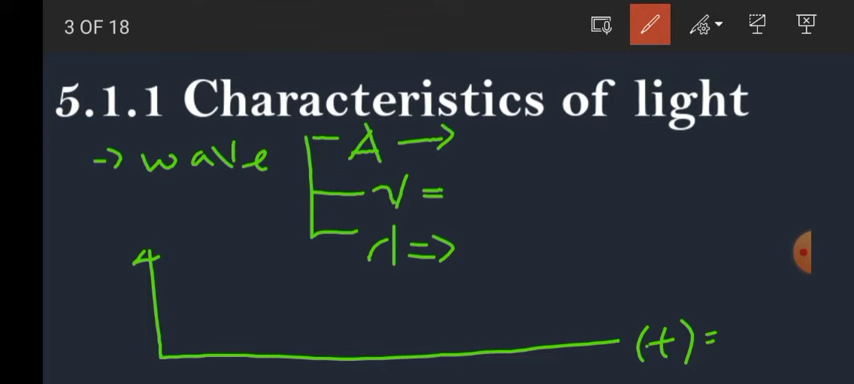 3 OF 18
5.1.1 Characteristics of light
→ wave
A →
ν =
(t) =